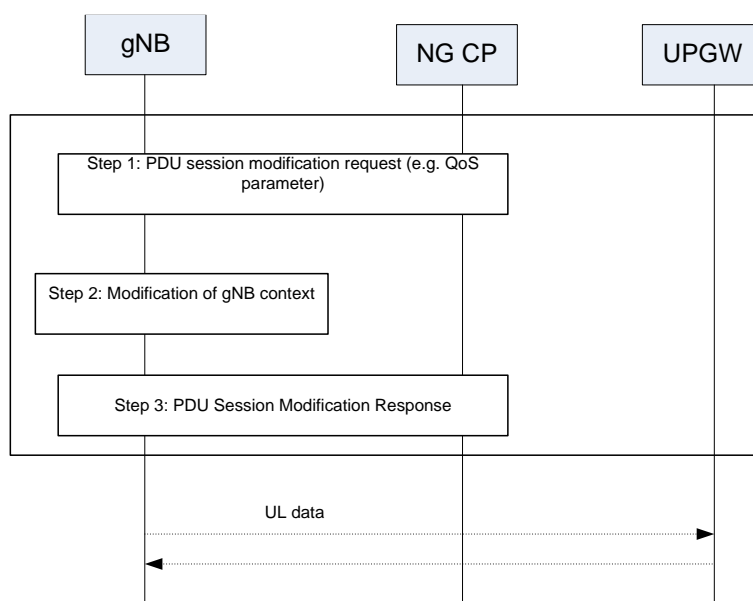 gNB
NG CP
UPGW
Step 1: PDU session modification request (e.g. QoS
parameter)
Step 2: Modification of gNB context
Step 3: PDU Session Modification Response
UL data